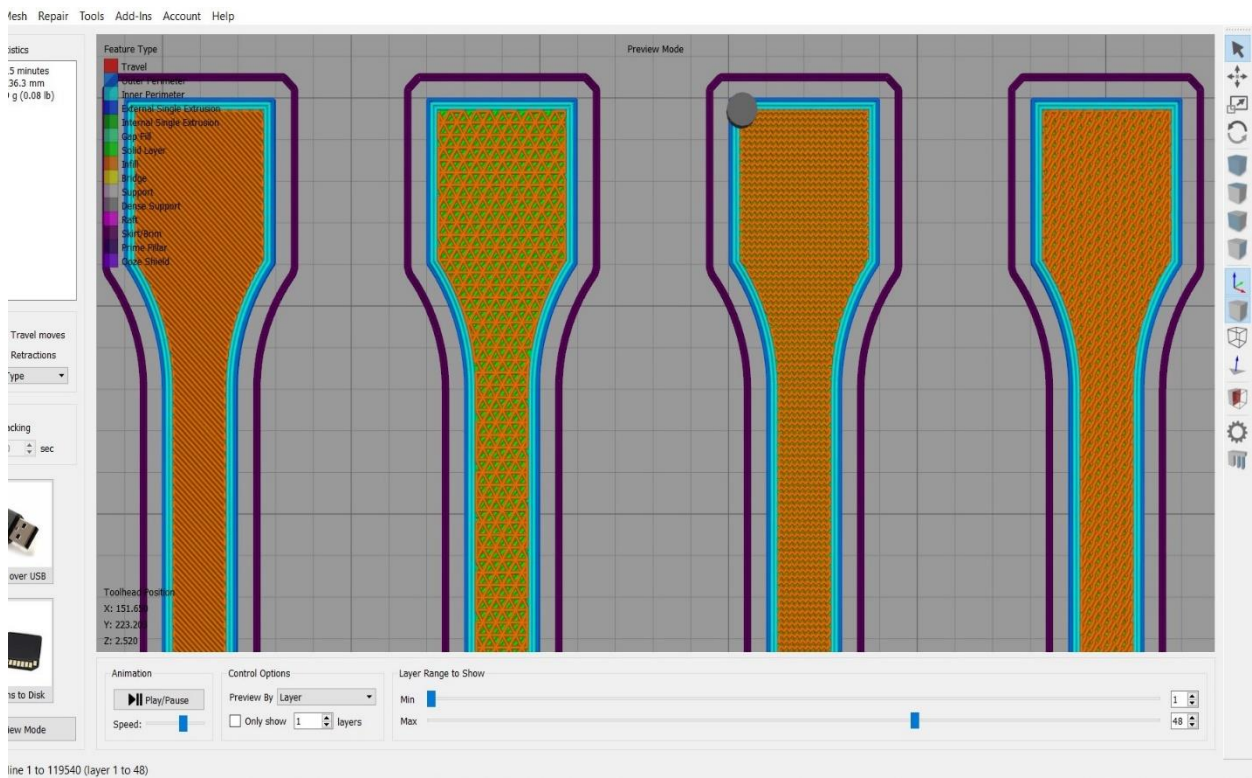 Mesh Repair Tools Add-Ins Account Help
Feature Type
Preview Mode
Travel
Outer Perimeter
Inner Perimeter
External Single Extrusion
Internal Single Extrusion
Gap Fill
Solid Layer
Infill
Bridge
Support
Dense Support
Raft
Skirt/Brim
Prime Pillar
Ooze Shield
istics
5 minutes
36.3 mm
g (0.08 lb)
Travel moves
Retractions
Type
acking
sec
over USB
ns to Disk
iew Mode
Toolhead Position
X: 151.6
Y: 223.20
Z: 2.520
Animation
Play/Pause
Speed:
Control Options
Preview By Layer
Only show 1 layers
Layer Range to Show
Min 1
Max 48
line 1 to 119540 (layer 1 to 48)